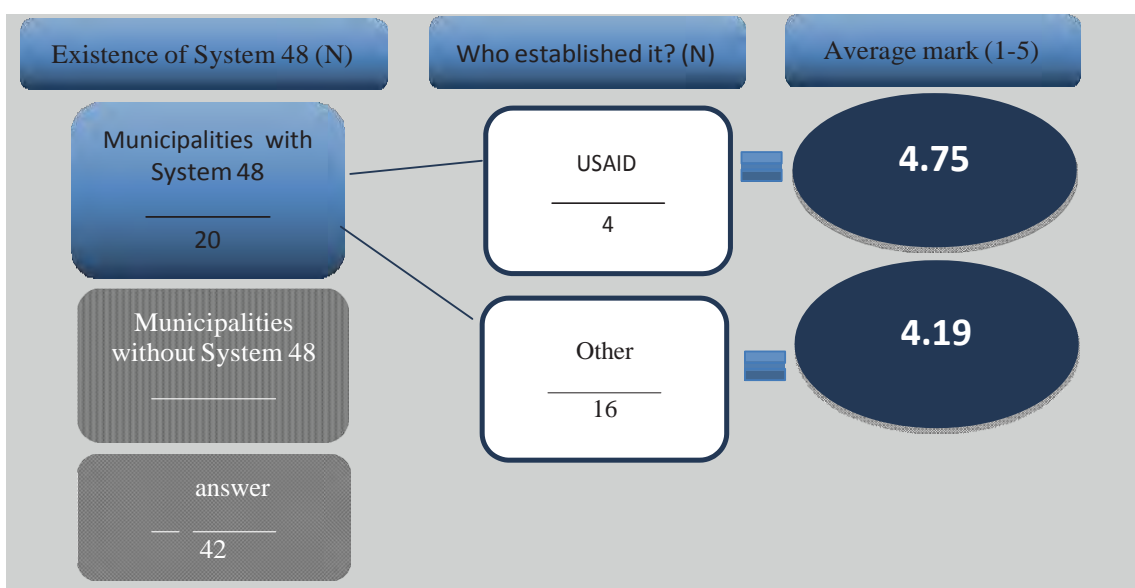 Existence of System 48 (N)
Who established it? (N)
Average mark (1-5)
Municipalities with
System 48
20
USAID
4
4.75
Municipalities
without System 48
Other
16
4.19
answer
42